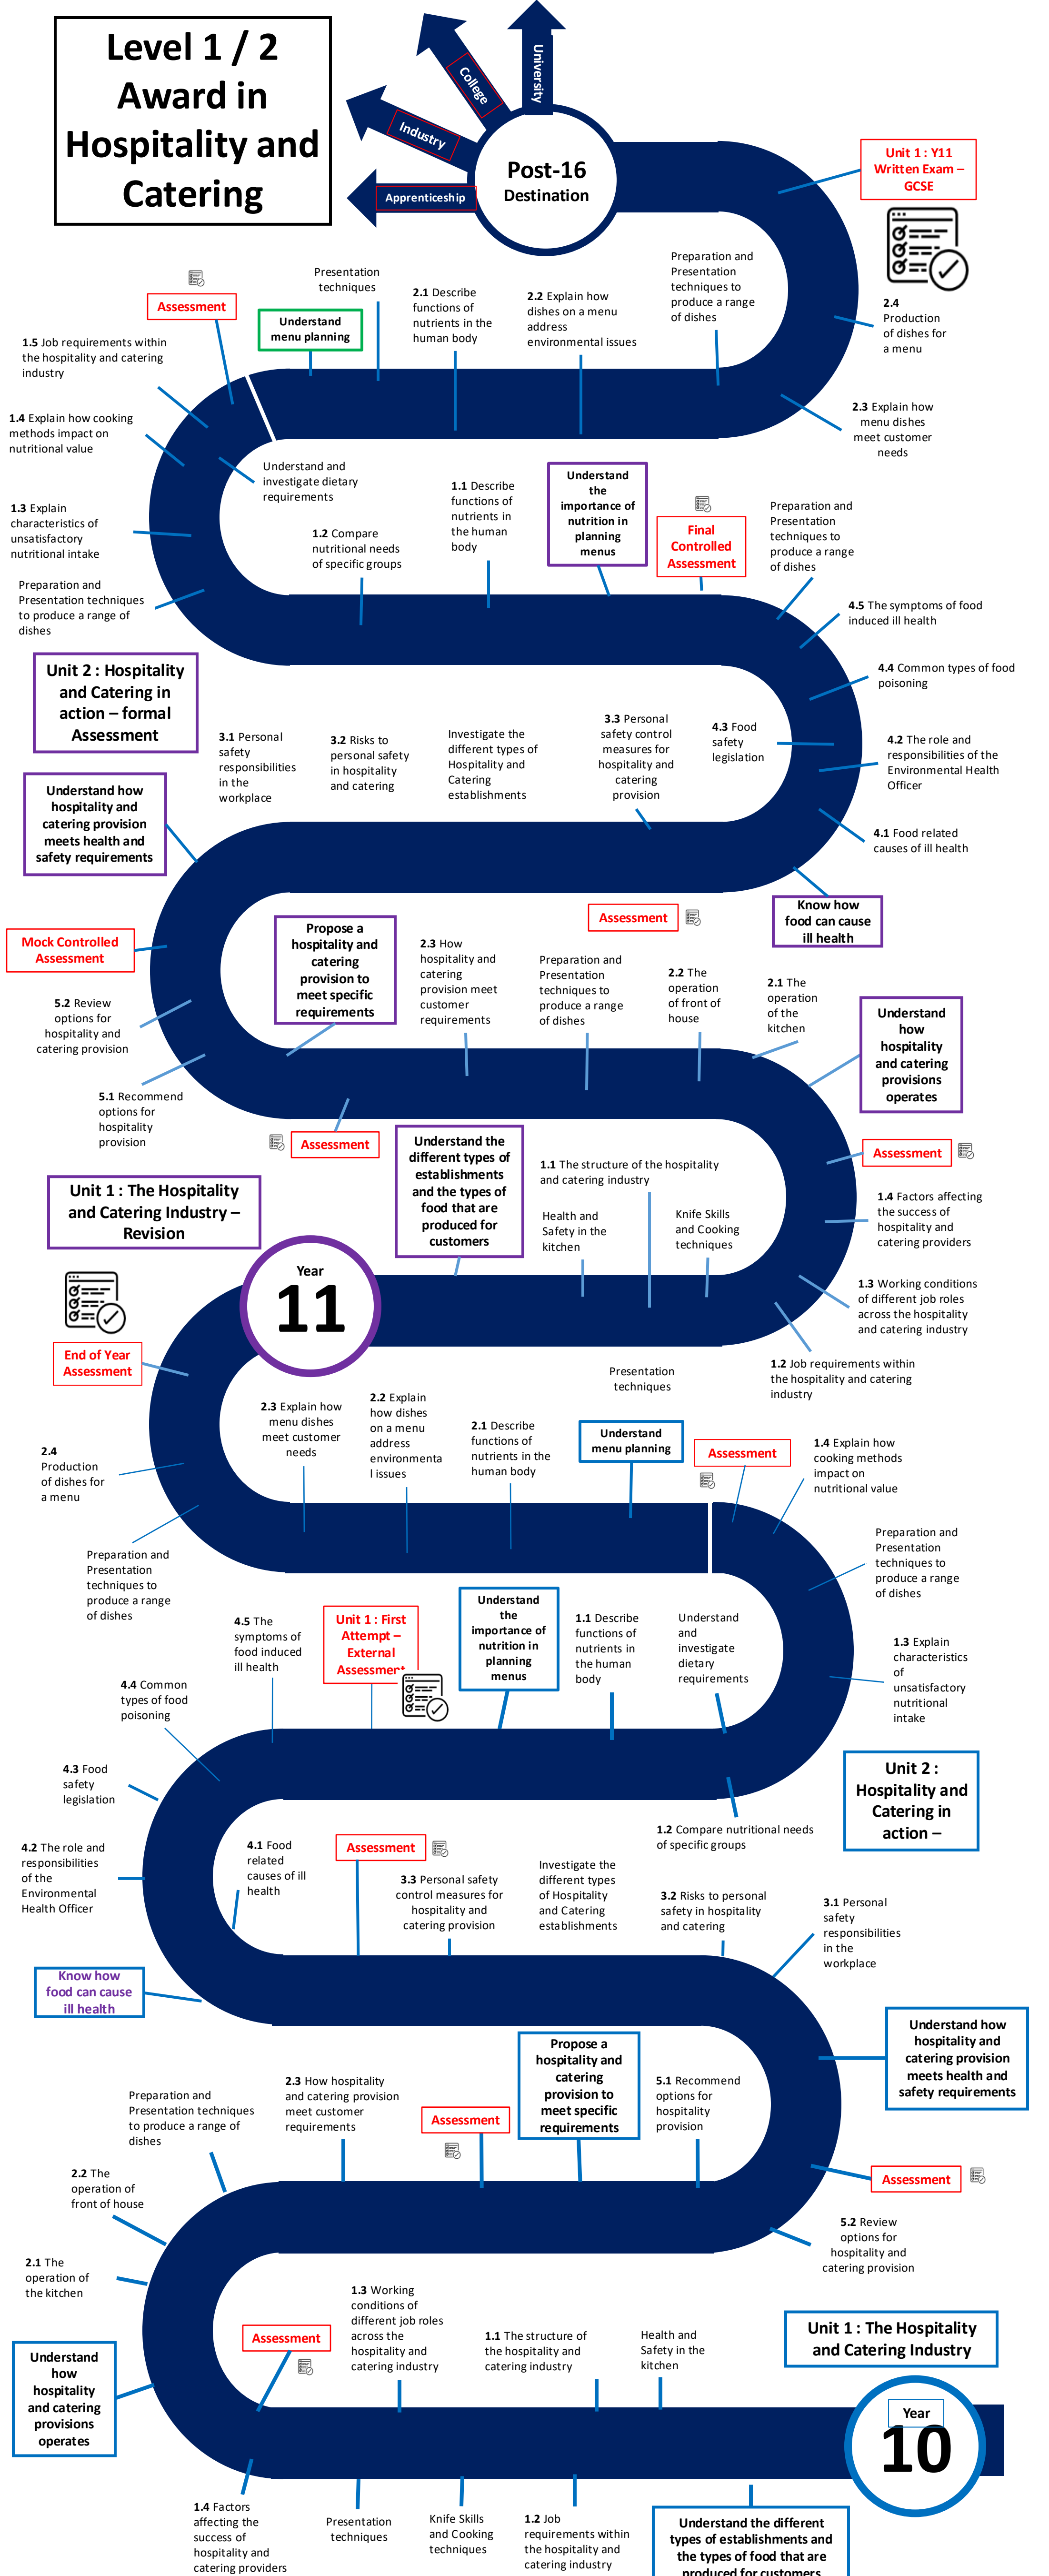 Level 1 / 2
Award in
Hospitality and
Catering
University
College
Industry
Apprenticeship
Post-16
Destination
Unit 1 : Y11
Written Exam –
GCSE
2.4
Production
of dishes for
a menu
2.3 Explain how
menu dishes
meet customer
needs
Preparation and
Presentation
techniques to
produce a range
of dishes
2.2 Explain how
dishes on a menu
address
environmental issues
2.1 Describe
functions of
nutrients in the
human body
Presentation
techniques
Understand
menu planning
Assessment
1.5 Job requirements within
the hospitality and catering
industry
1.4 Explain how cooking
methods impact on
nutritional value
Understand and
investigate dietary
requirements
1.3 Explain
characteristics of
unsatisfactory
nutritional intake
Preparation and
Presentation techniques
to produce a range of
dishes
1.2 Compare
nutritional needs
of specific groups
1.1 Describe
functions of
nutrients in
the human
body
Understand
the
importance of
nutrition in
planning
menus
Final
Controlled
Assessment
Preparation and
Presentation
techniques to
produce a range
of dishes
4.5 The symptoms of food
induced ill health
4.4 Common types of food
poisoning
4.3 Food
safety
legislation
4.2 The role and
responsibilities of the
Environmental Health
Officer
4.1 Food related
causes of ill health
Know how
food can cause
ill health
Unit 2 : Hospitality
and Catering in
action – formal
Assessment
3.1 Personal
safety
responsibilities
in the
workplace
3.2 Risks to
personal safety
in hospitality
and catering
Investigate the
different types of
Hospitality and
Catering
establishments
3.3 Personal
safety control
measures for
hospitality and
catering
provision
Understand how
hospitality and
catering provision
meets health and
safety requirements
Assessment
Mock Controlled
Assessment
5.2 Review
options for
hospitality and
catering provision
5.1 Recommend
options for
hospitality
provision
Propose a
hospitality and
catering
provision to
meet specific
requirements
2.3 How
hospitality and
catering
provision meet
customer
requirements
Preparation and
Presentation
techniques to
produce a range
of dishes
2.2 The
operation
of front of
house
2.1 The
operation
of the
kitchen
Understand
how
hospitality
and catering
provisions
operates
Assessment
Assessment
Understand the
different types of
establishments
and the types of
food that are
produced for
customers
1.1 The structure of the hospitality
and catering industry
Health and
Safety in the
kitchen
Knife Skills
and Cooking
techniques
1.4 Factors affecting
the success of
hospitality and
catering providers
1.3 Working conditions
of different job roles
across the hospitality
and catering industry
1.2 Job requirements within
the hospitality and catering
industry
Unit 1 : The Hospitality
and Catering Industry –
Revision
Year
11
End of Year
Assessment
2.4
Production
of dishes for
a menu
Preparation and
Presentation
techniques to
produce a range
of dishes
2.3 Explain how
menu dishes
meet customer
needs
2.2 Explain
how dishes
on a menu
address
environmenta
l issues
2.1 Describe
functions of
nutrients in the
human body
Presentation
techniques
Understand
menu planning
Assessment
1.4 Explain how
cooking methods
impact on
nutritional value
Preparation and
Presentation
techniques to
produce a range
of dishes
1.3 Explain
characteristics
of
unsatisfactory
nutritional
intake
Unit 2 :
Hospitality and
Catering in
action –
4.5 The
symptoms of
food induced
ill health
Unit 1 : First
Attempt –
External
Assessment
Understand
the
importance of
nutrition in
planning
menus
1.1 Describe
functions of
nutrients in
the human
body
Understand
and
investigate
dietary
requirements
1.2 Compare nutritional needs
of specific groups
4.4 Common
types of food
poisoning
4.3 Food
safety
legislation
4.2 The role and
responsibilities
of the
Environmental
Health Officer
4.1 Food
related
causes of ill
health
Know how
food can cause
ill health
Assessment
3.3 Personal safety
control measures for
hospitality and
catering provision
Investigate the
different types
of Hospitality
and Catering
establishments
3.2 Risks to personal
safety in hospitality
and catering
3.1 Personal
safety
responsibilities
in the
workplace
Understand how
hospitality and
catering provision
meets health and
safety requirements
Assessment
5.2 Review
options for
hospitality and
catering provision
5.1 Recommend
options for
hospitality
provision
Propose a
hospitality and
catering
provision to
meet specific
requirements
Assessment
2.3 How hospitality
and catering provision
meet customer
requirements
Preparation and
Presentation techniques
to produce a range of
dishes
2.2 The
operation of
front of house
2.1 The
operation of
the kitchen
Understand
how
hospitality
and catering
provisions
operates
Assessment
1.3 Working
conditions of
different job roles
across the
hospitality and
catering industry
1.1 The structure of
the hospitality and
catering industry
Health and
Safety in the
kitchen
Unit 1 : The Hospitality
and Catering Industry
Year
10
1.4 Factors
affecting the
success of
hospitality and
catering providers
Presentation
techniques
Knife Skills
and Cooking
techniques
1.2 Job
requirements within
the hospitality and
catering industry
Understand the different
types of establishments and
the types of food that are
produced for customers